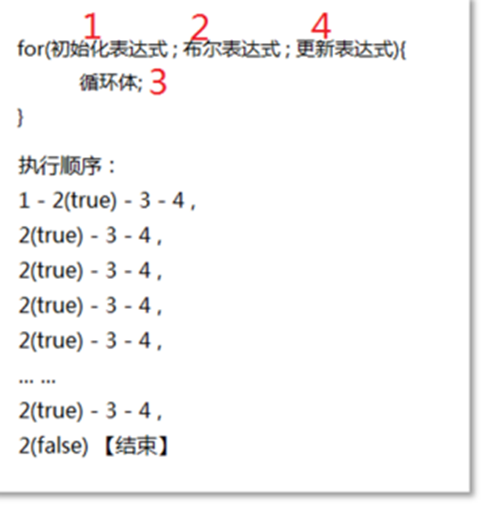 1 2 4
for(初始化表达式 ; 布尔表达式 ; 更新表达式){
循环体; 3
}
执行顺序：
1 - 2(true) - 3 - 4 ,
2(true) - 3 - 4 ,
2(true) - 3 - 4 ,
2(true) - 3 - 4 ,
2(true) - 3 - 4 ,
... ...
2(true) - 3 - 4 ,
2(false) 【结束】